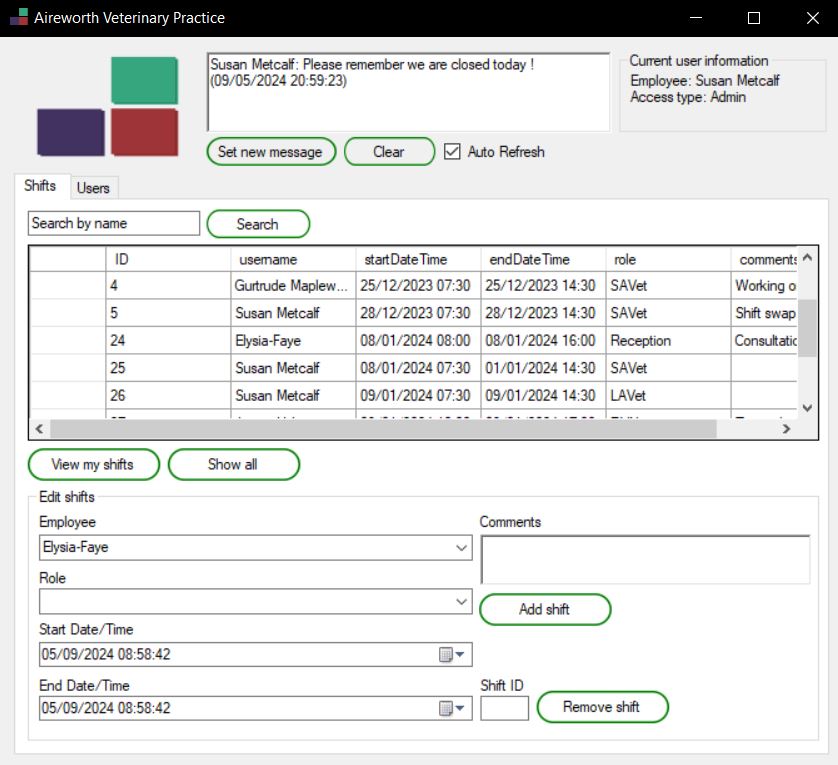 Aireworth Veterinary Practice
Susan Metcalf: Please remember we are closed today !
(09/05/2024 20:59:23)
Current user information
Employee: Susan Metcalf
Access type: Admin
Set new message
Clear
Auto Refresh
Shifts
Users
Search by name
Search
ID username startDateTime endDateTime role comments
4 Gurtrude Maplew... 25/12/2023 07:30 25/12/2023 14:30 SAVet Working o
5 Susan Metcalf 28/12/2023 07:30 28/12/2023 14:30 SAVet Shift swap
24 Elysia-Faye 08/01/2024 08:00 08/01/2024 16:00 Reception Consultatic
25 Susan Metcalf 08/01/2024 07:30 01/01/2024 14:30 SAVet
26 Susan Metcalf 09/01/2024 07:30 09/01/2024 14:30 LAVet
View my shifts
Show all
Edit shifts
Employee
Elysia-Faye
Comments
Role
Add shift
Start Date/Time
05/09/2024 08:58:42
End Date/Time
05/09/2024 08:58:42
Shift ID
Remove shift